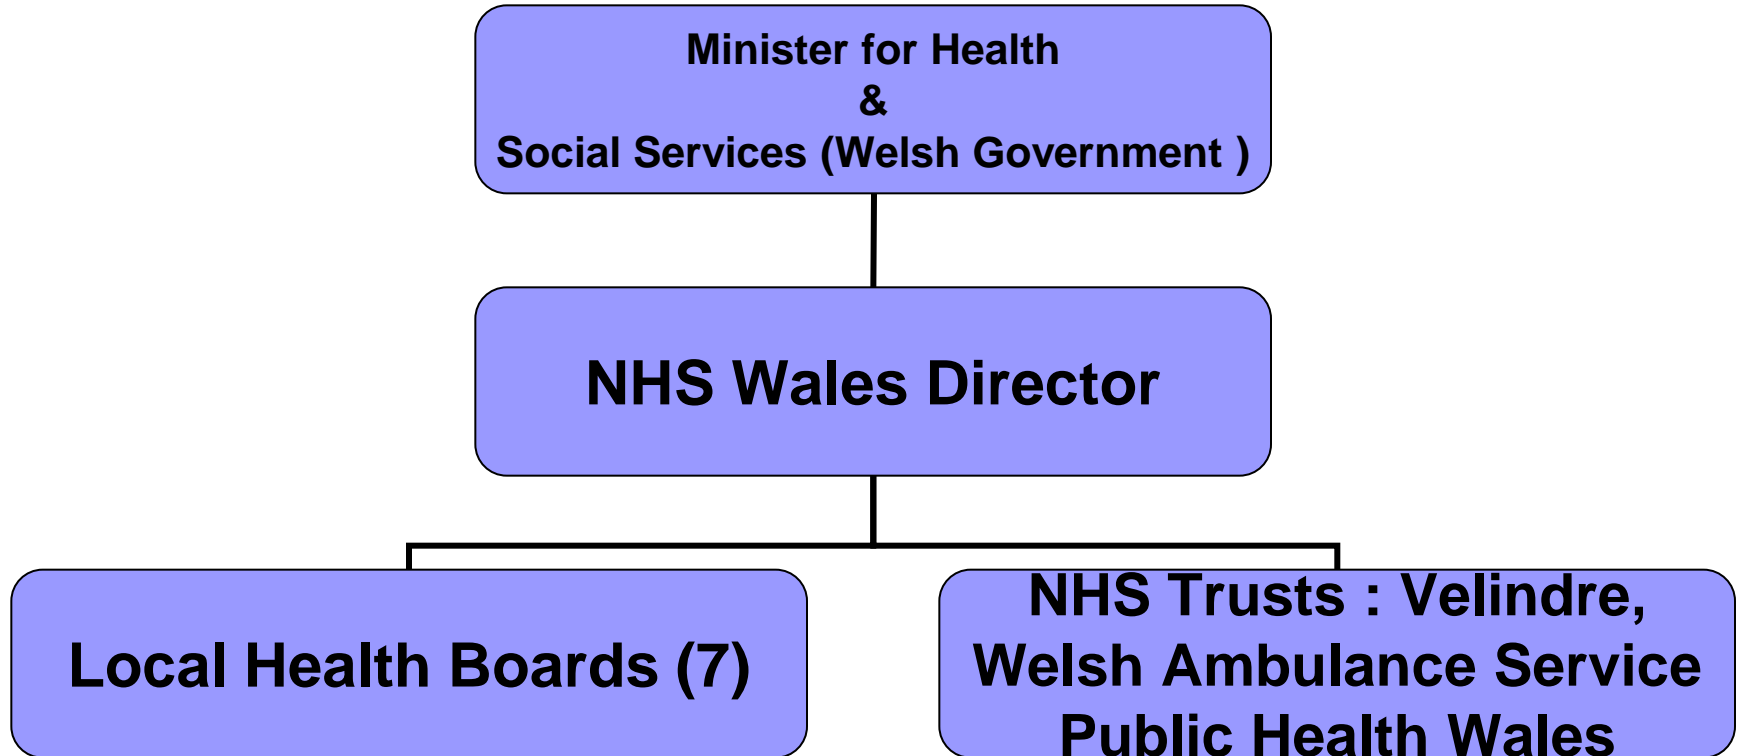 Minister for Health
&
Social Services (Welsh Government )
NHS Wales Director
Local Health Boards (7)
NHS Trusts : Velindre,
Welsh Ambulance Service
Public Health Wales